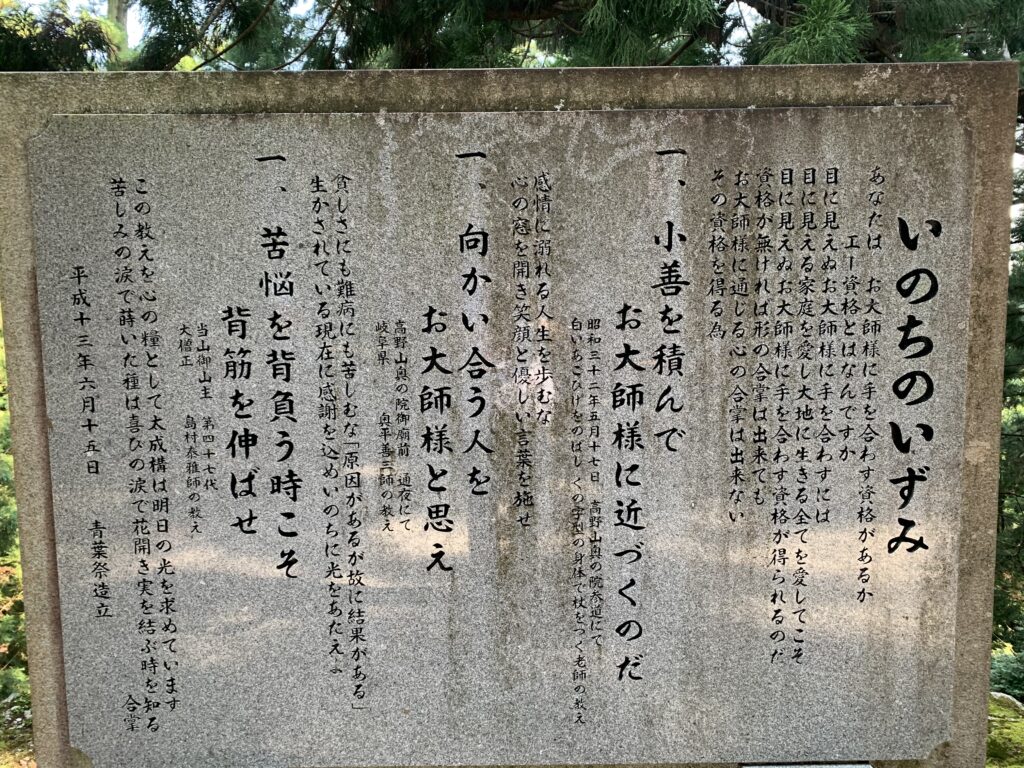 いのちのいずみ
あなたは お大師様に手を合わす資格があるか
エー資格とはなんですか
目に見えぬお大師様に手を合わすには
目に見える家庭を愛し大地に生きる全てを愛してこそ
目に見えぬお大師様に手を合わす資格が得られるのだ
資格が無ければ形の合掌は出来ても
お大師様に通じる心の合掌は出来ない
その資格を得る為
一、小善を積んで
お大師様に近づくのだ
昭和三十二年五月十七日 高野山奥の院参道にて
白いちごひげをのばしくの字型の身体で杖をつく老師の教え
感情に溺れる人生を歩むな
心の窓を開き笑顔と優しい言葉を施せ
一、向かい合う人を
お大師様と思え
高野山奥の院御廟前 通夜にて
岐阜県 奥平善三師の教え
貧しさにも難病にも苦しむな「原因があるが故に結果がある」
生かされている現在に感謝を込めいのちに光をあたえよ
一、苦悩を背負う時こそ
背筋を伸ばせ
当山御山主 第四十七代
大僧正 島村泰雅師の教え
この教えを心の糧として太成構は明日の光を求めています
苦しみの涙で蒔いた種は喜びの涙で花開き実を結ぶ時を知る
合掌
平成十三年六月十五日 青葉祭造立